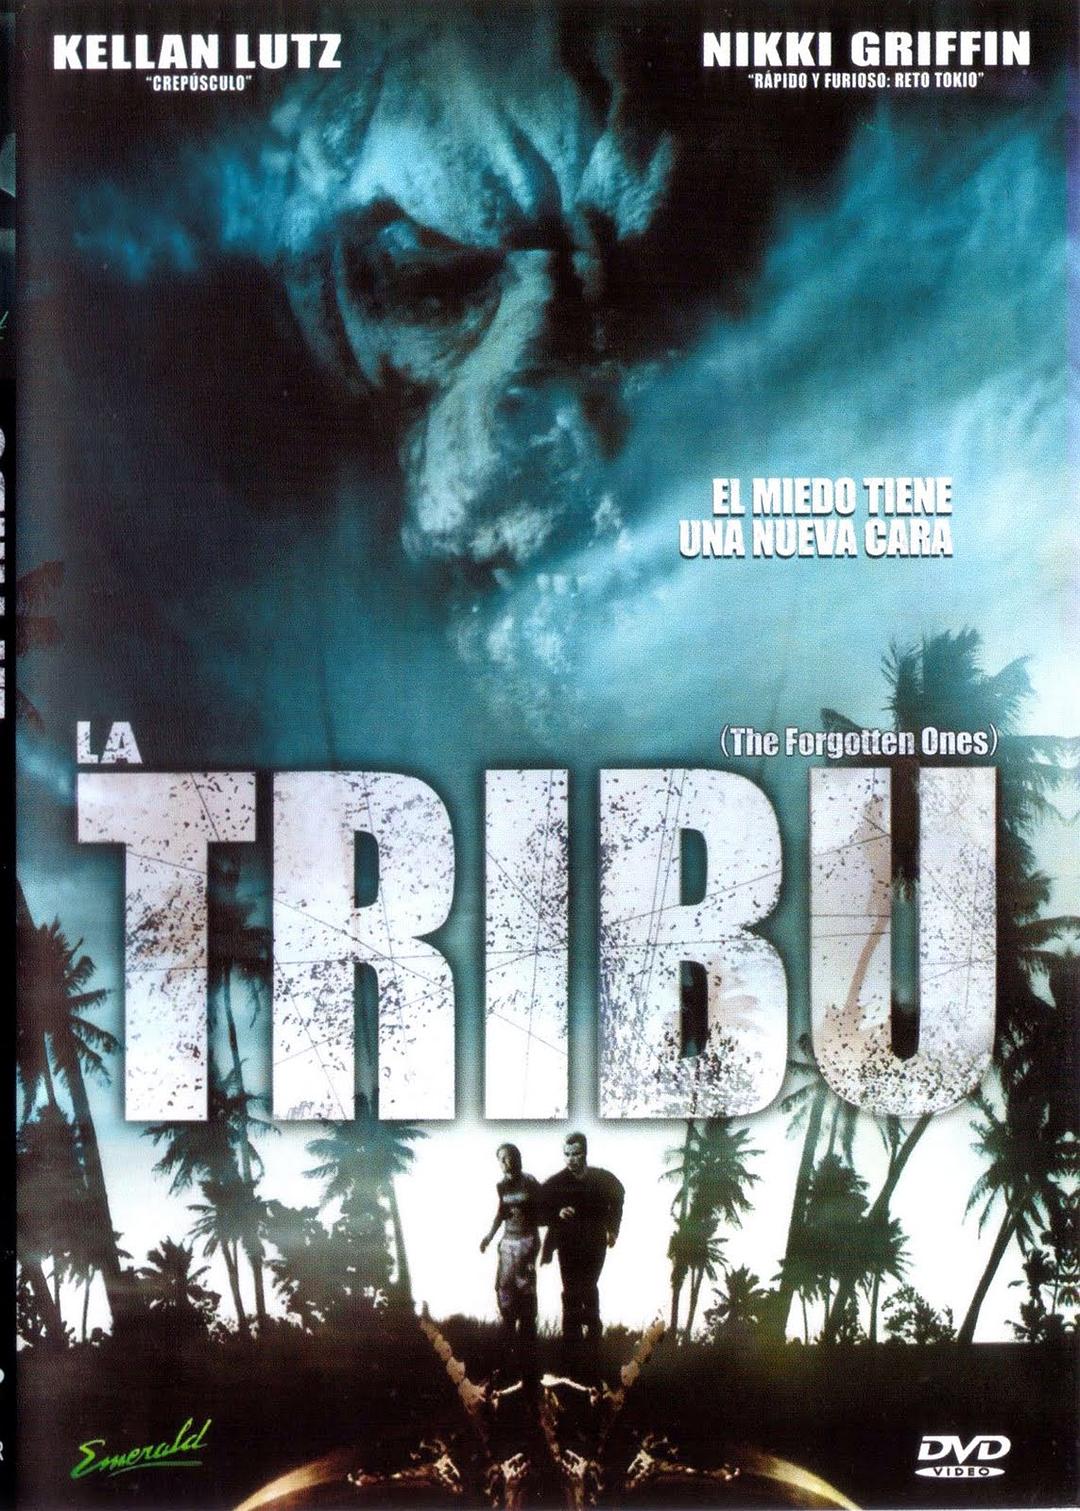 KELLAN LUTZ
"CREPÚSCULO"
NIKKI GRIFFIN
"RÁPIDO Y FURIOSO: RETO TOKIO"
EL MIEDO TIENE
UNA NUEVA CARA
LA
(The Forgotten Ones)
TRIBU
Emerald
DVD
VIDEO